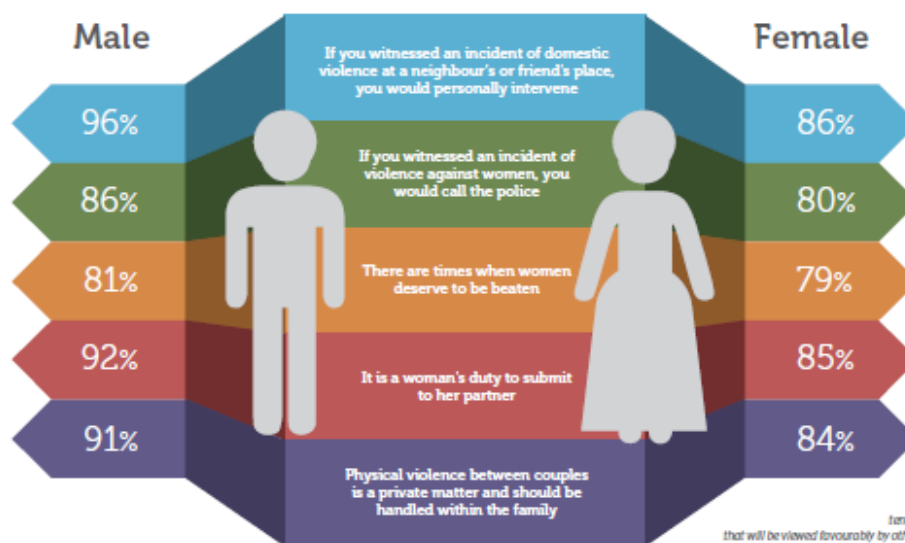 Male
Female
If you witnessed an incident of domestic
violence at a neighbour's or friend's place,
you would personally intervene
96%
86%
If you witnessed an incident of
violence against women, you
would call the police
86%
80%
There are times when women
deserve to be beaten
81%
79%
It is a woman's duty to submit
to her partner
92%
85%
Physical violence between couples
is a private matter and should be
handled within the family
91%
84%
that will be viewed favourably by